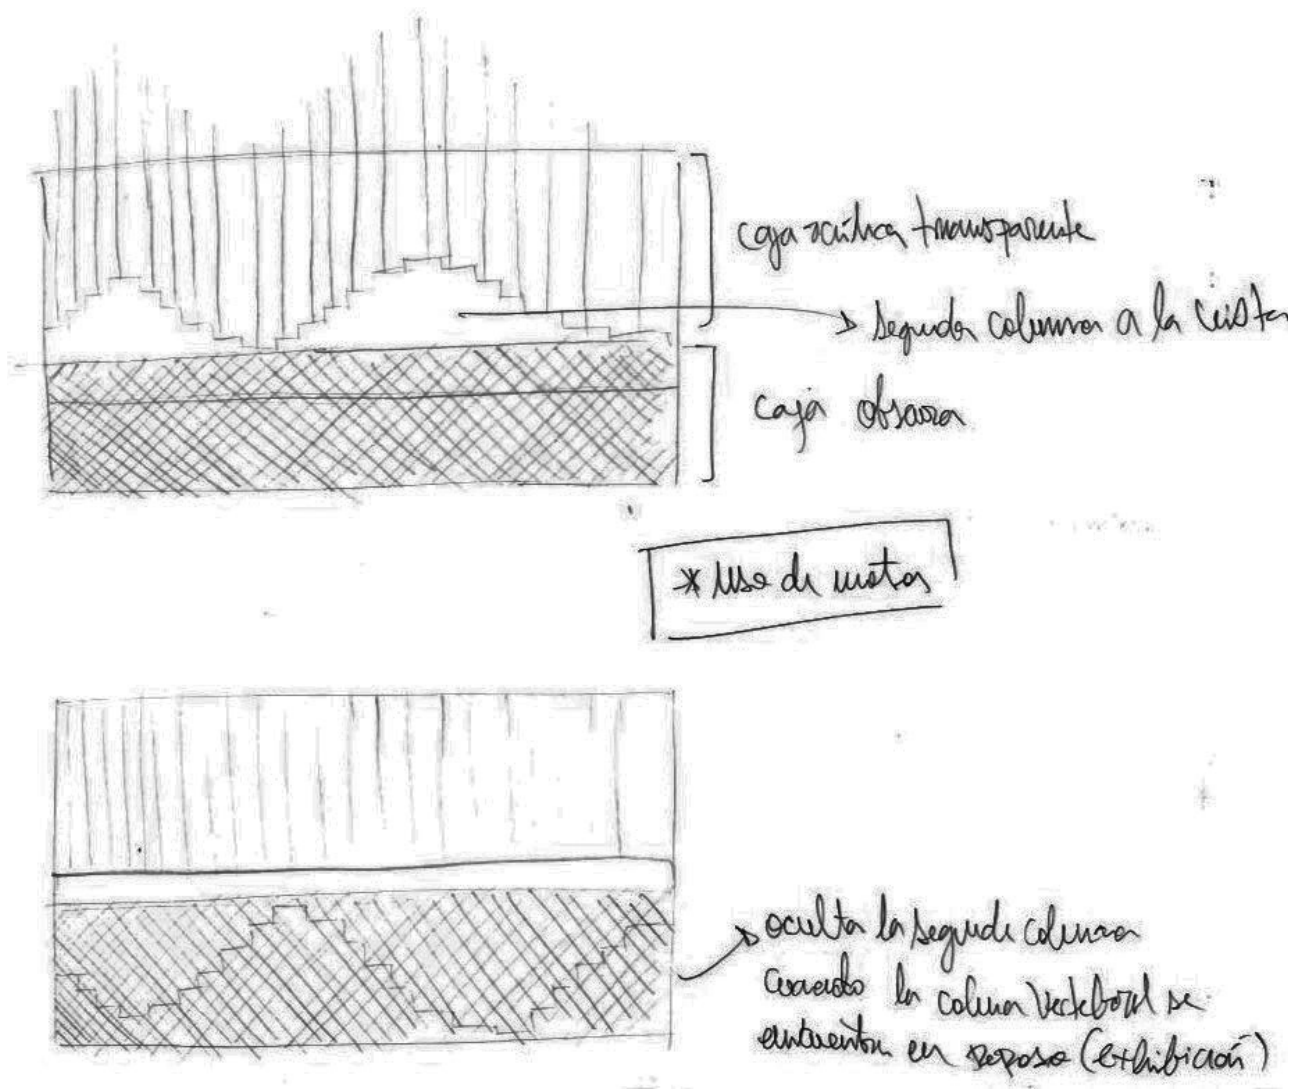 caja acrílica transparente
segunda columna a la vista
caja obscura
* Uso de motor
oculta la segunda columna
cuando la columna vertebral se
encuentra en reposo (exhibición)